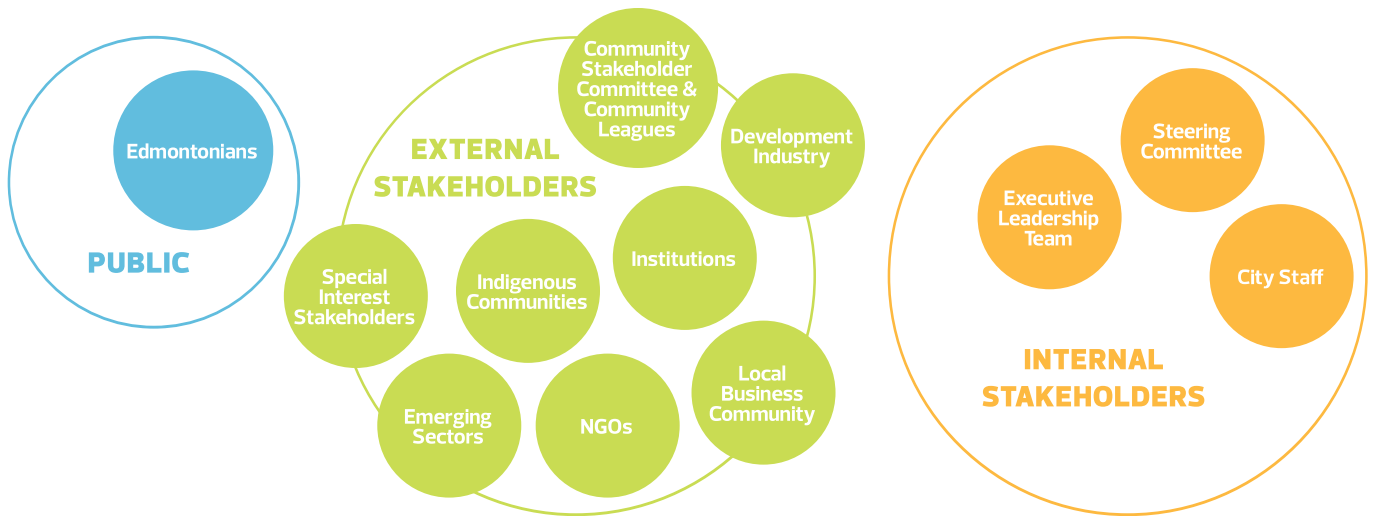 Edmontonians
PUBLIC
EXTERNAL
STAKEHOLDERS
Community
Stakeholder
Committee &
Community
Leagues
Development
Industry
Special
Interest
Stakeholders
Indigenous
Communities
Institutions
Emerging
Sectors
NGOs
Local
Business
Community
Steering
Committee
Executive
Leadership
Team
City Staff
INTERNAL
STAKEHOLDERS